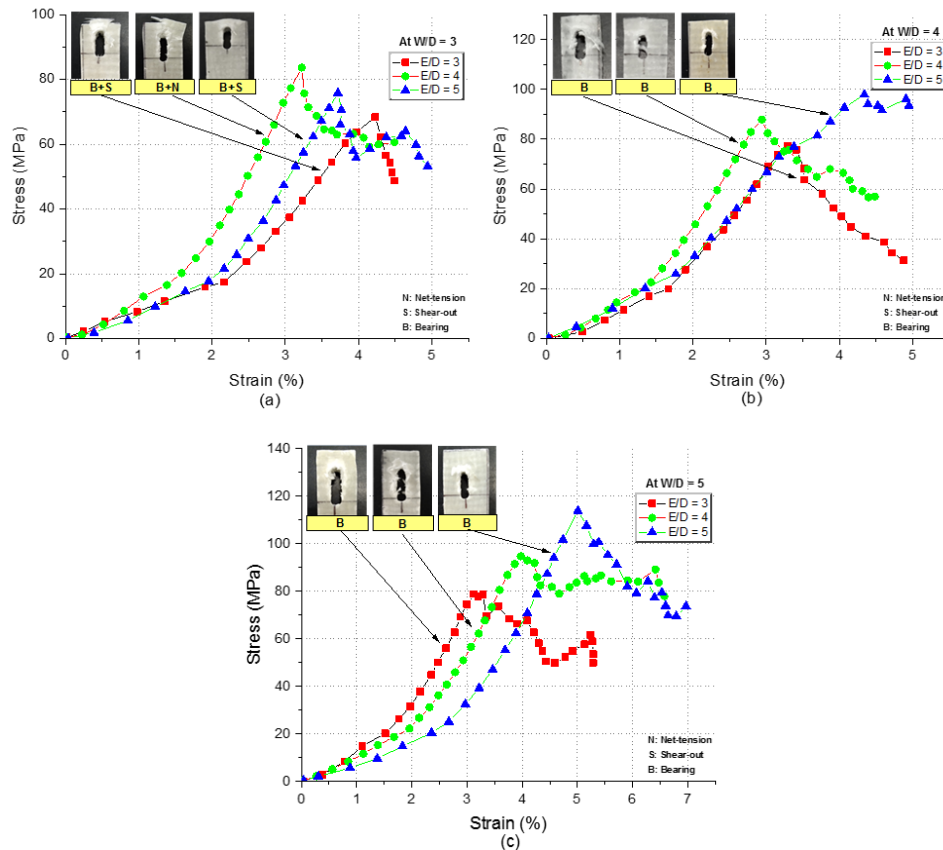 (a)
At W/D = 3
E/D = 3
E/D = 4
E/D = 5
B+S
B+N
B+S
Stress (MPa)
100
80
60
40
20
0
N: Net-tension
S: Shear-out
B: Bearing
0
1
2
3
4
5
Strain (%)
(a)
At W/D = 4
E/D = 3
E/D = 4
E/D = 5
B
B
B
Stress (MPa)
120
100
80
60
40
20
0
N: Net-tension
S: Shear-out
B: Bearing
0
1
2
3
4
5
Strain (%)
(b)
At W/D = 5
E/D = 3
E/D = 4
E/D = 5
B
B
B
Stress (MPa)
140
120
100
80
60
40
20
0
N: Net-tension
S: Shear-out
B: Bearing
0
1
2
3
4
5
6
7
Strain (%)
(c)